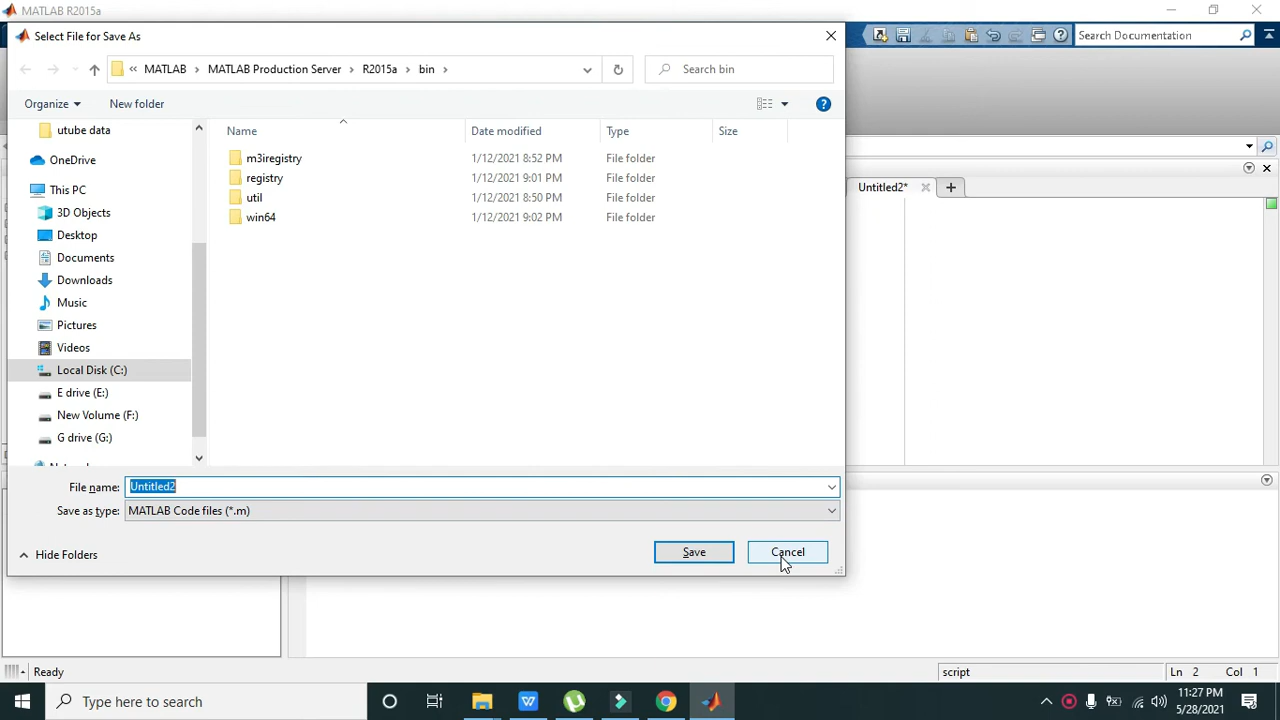 MATLAB R2015a
Select File for Save As
MATLAB MATLAB Production Server R2015a bin
Search bin
Search Documentation
Organize New folder
utube data
OneDrive
This PC
3D Objects
Desktop
Documents
Downloads
Music
Pictures
Videos
Local Disk (C:)
E drive (E:)
New Volume (F:)
G drive (G:)
Name Date modified Type Size
m3iregistry 1/12/2021 8:52 PM File folder
registry 1/12/2021 9:01 PM File folder
util 1/12/2021 8:50 PM File folder
win64 1/12/2021 9:02 PM File folder
Untitled2*
File name: Untitled2
Save as type: MATLAB Code files (*.m)
Hide Folders
Save Cancel
Ready script Ln 2 Col 1
Type here to search
11:27 PM
5/28/2021